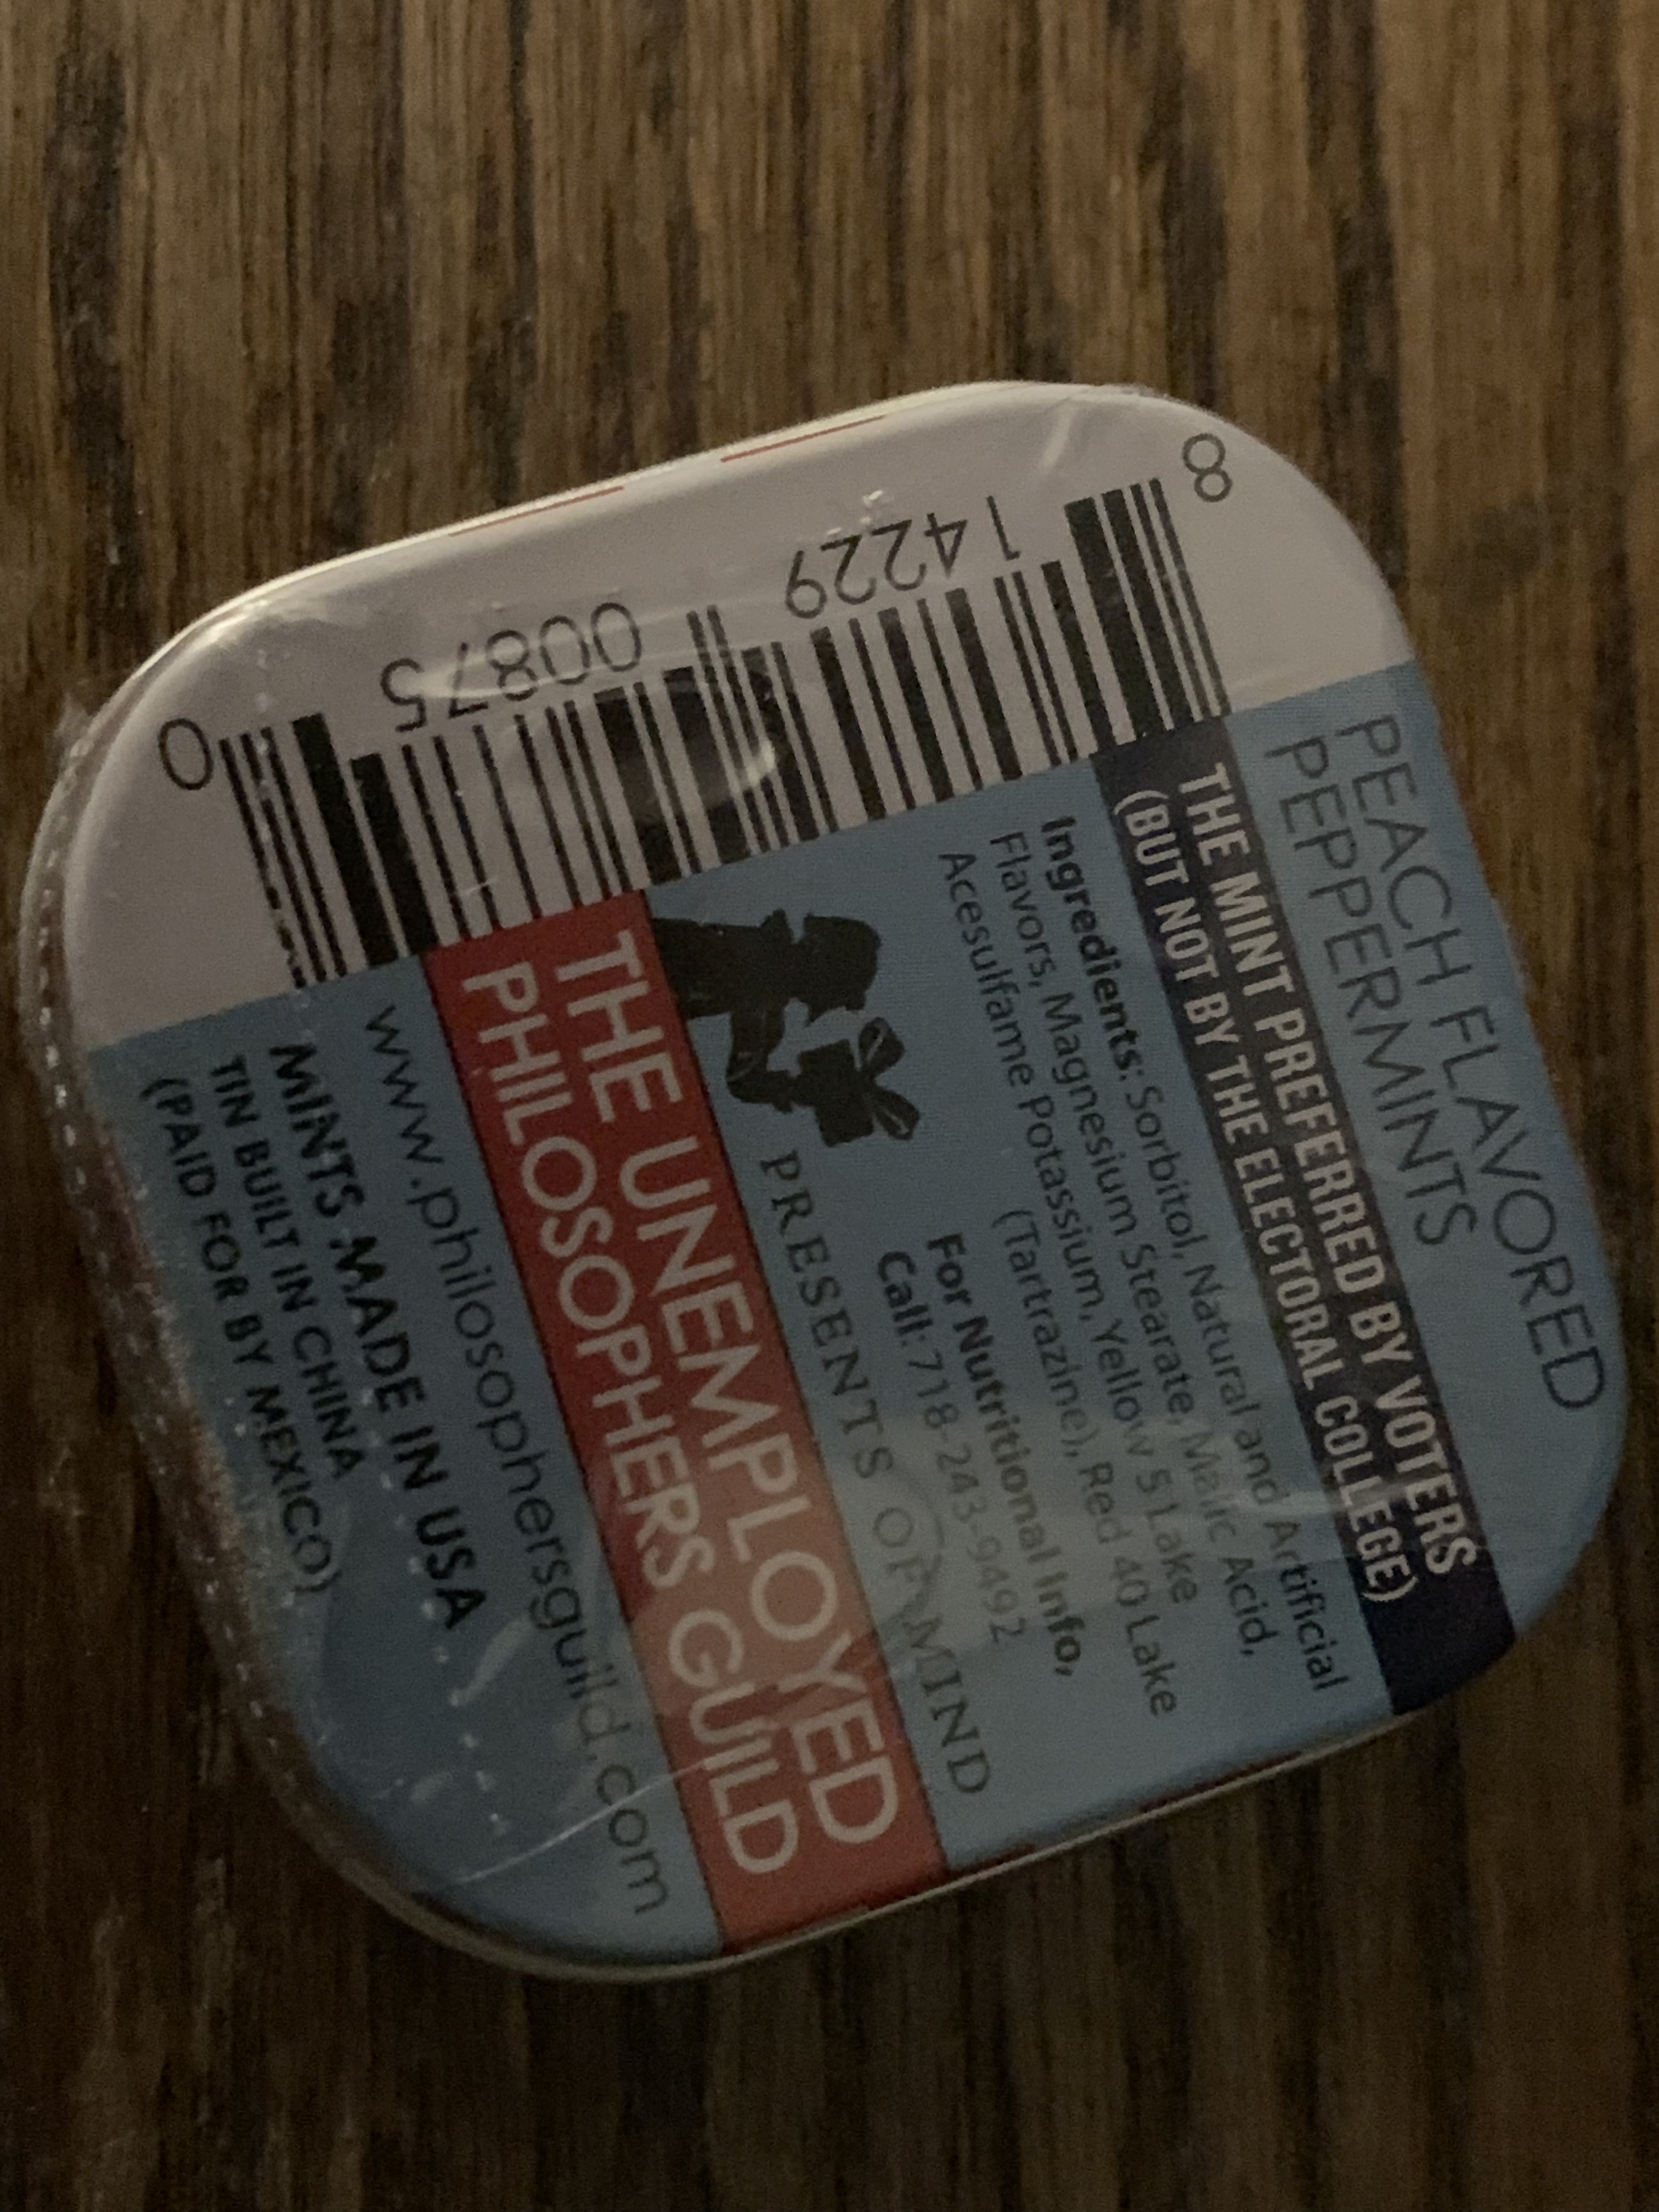 PEACH FLAVORED
PEPPERMINTS
THE MINT PREFERRED BY VOTERS
(BUT NOT BY THE ELECTORAL COLLEGE)
Ingredients: Sorbitol, Natural and Artificial
Flavors, Magnesium Stearate, Malic Acid,
Acesulfame Potassium, Yellow 5 Lake
(Tartrazine), Red 40 Lake
For Nutritional Info,
Call: 718-243-9492
PRESENTS OF MIND
THE UNEMPLOYED
PHILOSOPHERS GUILD
www.philosophersguild.com
MINTS MADE IN USA
TIN BUILT IN CHINA
(PAID FOR BY MEXICO)
8 14229 00875 0